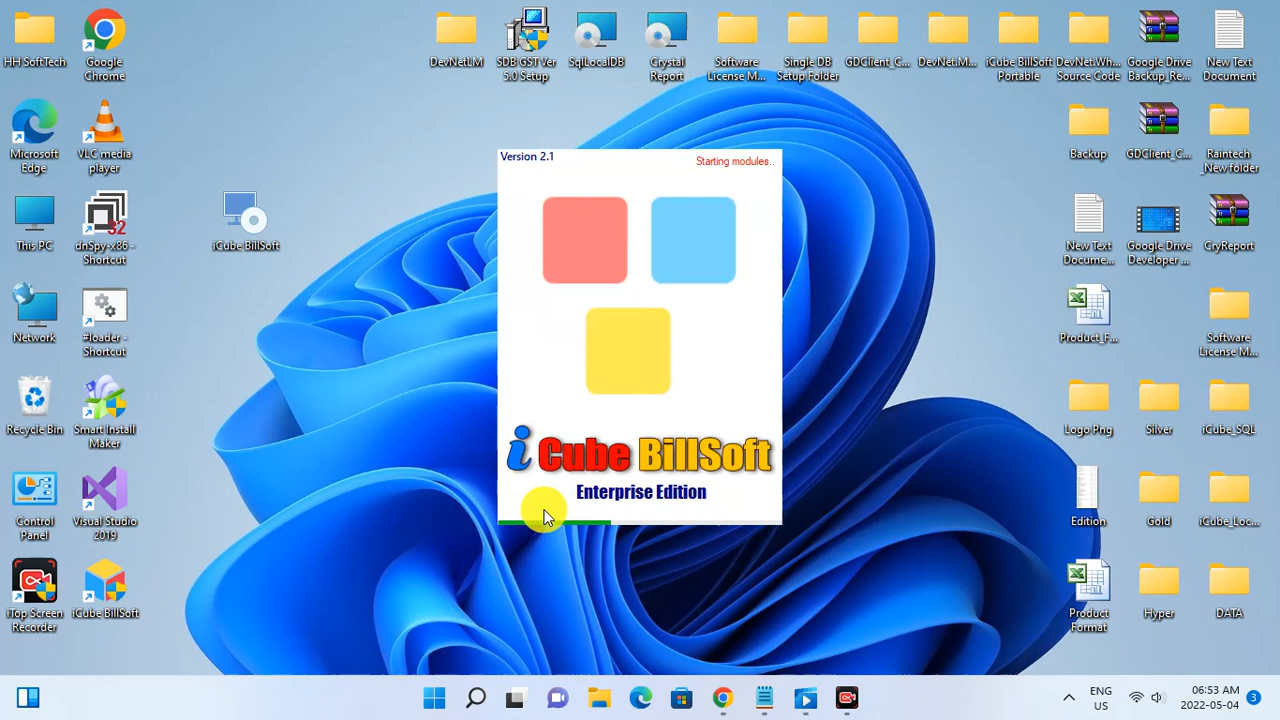 HH SoftTech
Google Chrome
DevNetLM
SDB GST Ver 5.0 Setup
SqlLocalDB
Crystal Report
Software License M...
Single DB Setup Folder
GDClient_C...
DevNet.M...
iCube BillSoft Portable
DevNet.Wh... Source Code
Google Drive Backup_Re...
New Text Document
Microsoft Edge
VLC media player
Backup
GDClient_C...
Raintech _New folder
This PC
dnSpy-x86 - Shortcut
32
iCube BillSoft
New Text Docume...
Google Drive Developer ...
CryReport
Network
#loader - Shortcut
Product_F...
Software License M...
Recycle Bin
Smart Install Maker
Logo Png
Silver
iCube_SQL
Control Panel
Visual Studio 2019
Edition
Gold
iCube_Loc...
iTop Screen Recorder
iCube BillSoft
Product Format
Hyper
DATA
Version 2.1
Starting modules..
i Cube BillSoft
Enterprise Edition
ENG
US
06:53 AM
2022-05-04
3